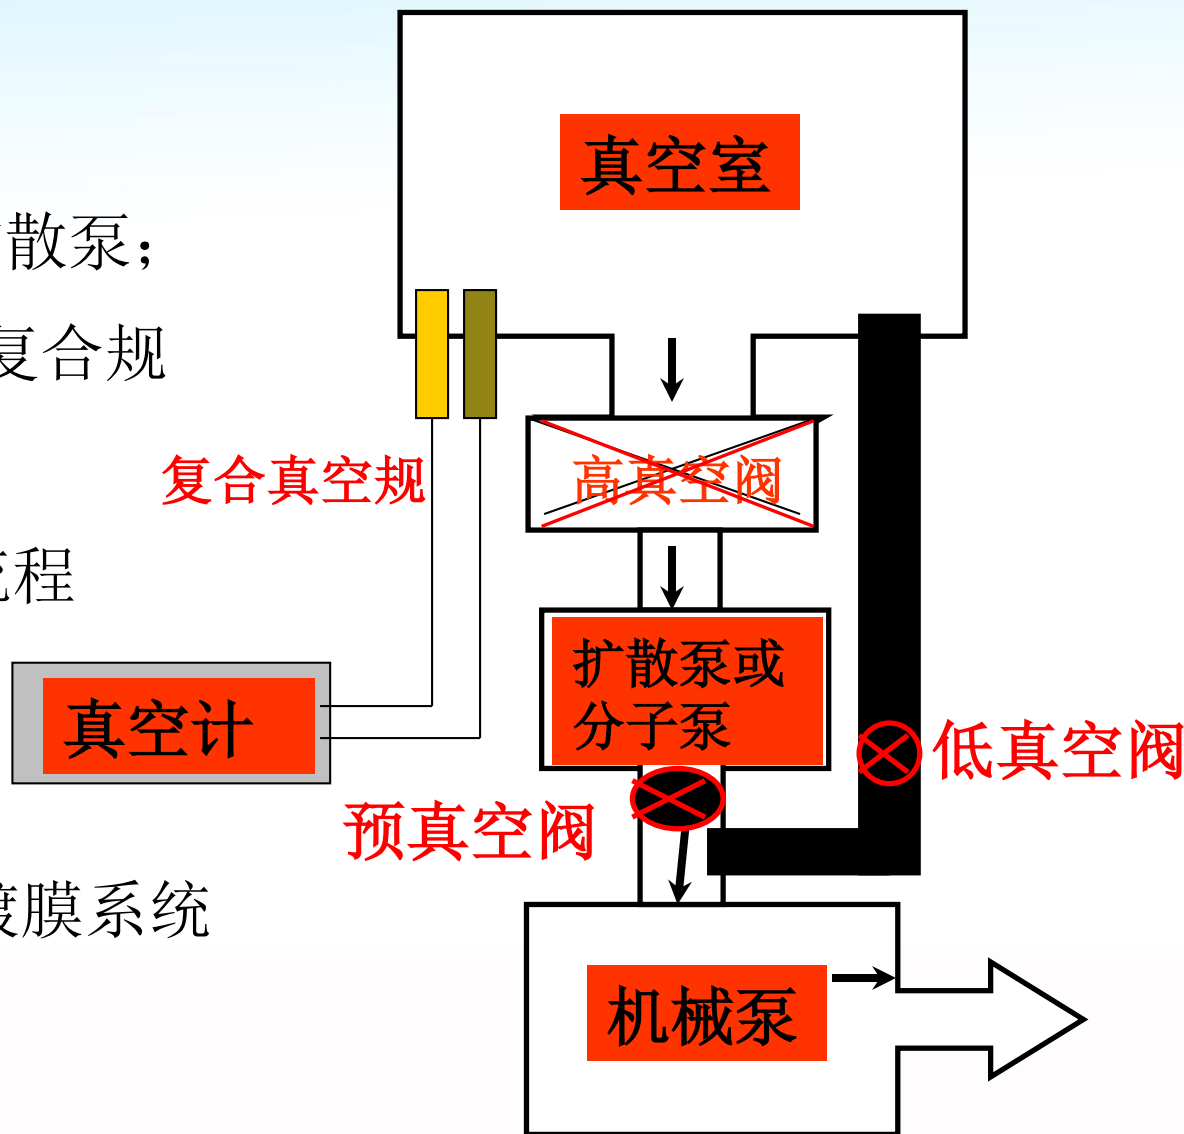 真空室
散泵；
复合规
高真空阀
复合真空规
流程
扩散泵或
分子泵
真空计
低真空阀
预真空阀
镀膜系统
机械泵